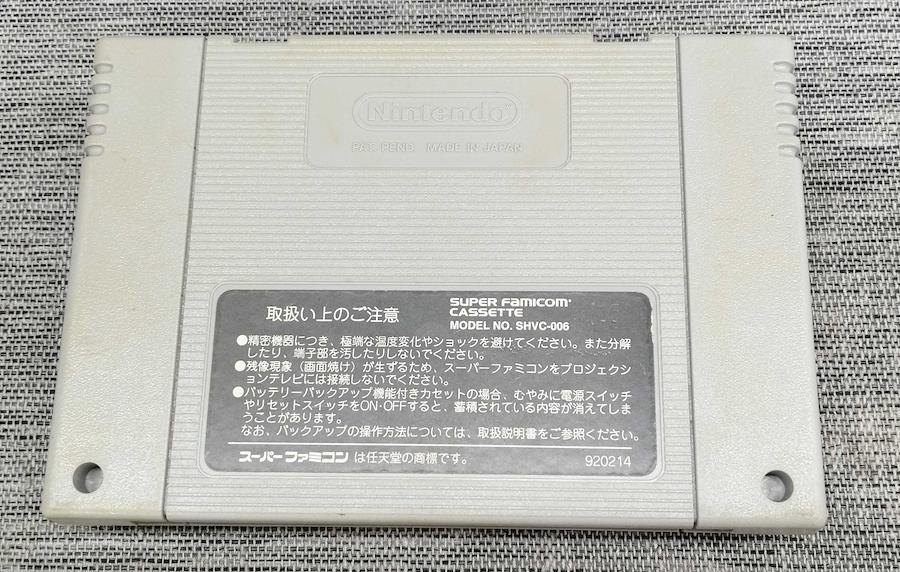 Nintendo
PAT. PEND. MADE IN JAPAN
取扱い上のご注意
SUPER FAMICOM
CASSETTE
MODEL NO. SHVC-006
●精密機器につき、極端な温度変化やショックを避けてください。また分解
したり、端子部を汚したりしないでください。
●残像現象（画面焼け）が生ずるため、スーパーファミコンをプロジェクシ
ョンテレビには接続しないでください。
●バッテリーバックアップ機能付きカセットの場合、むやみに電源スイッチ
やリセットスイッチをON・OFFすると、蓄積されている内容が消えてしま
うことがあります。
なお、バックアップの操作方法については、取扱説明書をご参照ください。
スーパーファミコン は任天堂の商標です。
920214